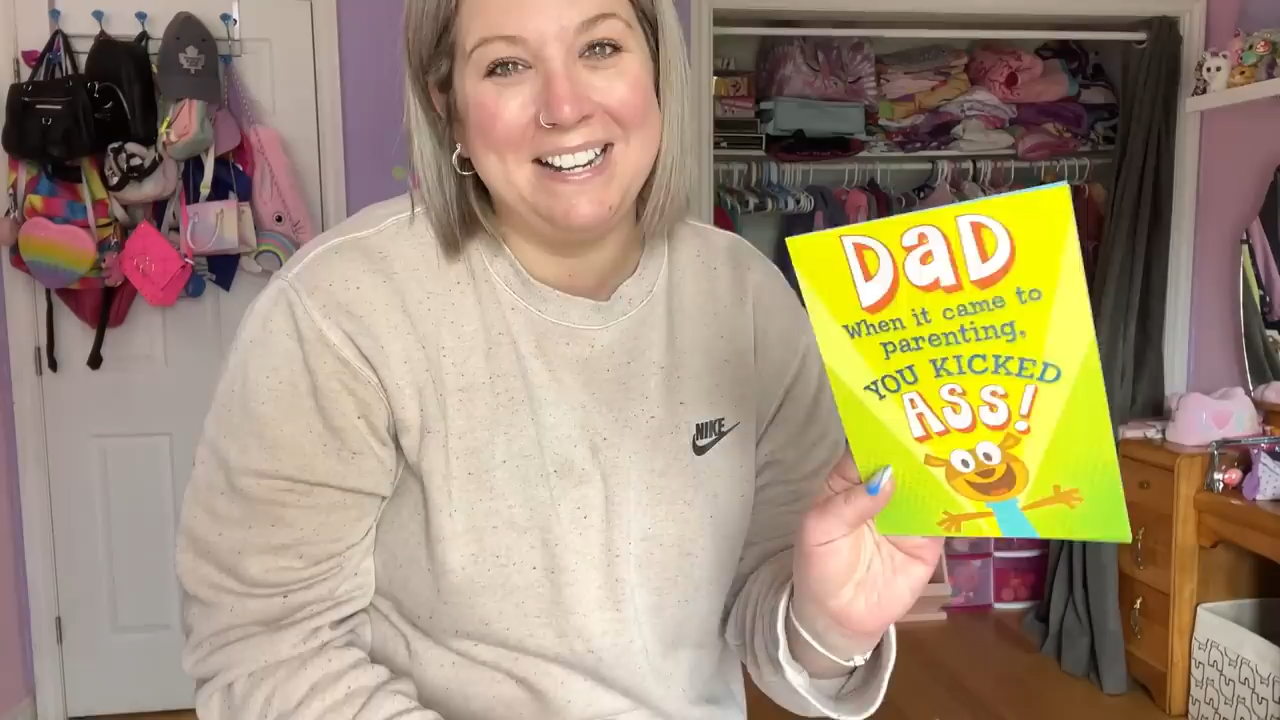 DaD
When it came to
parenting,
YOU KICKED
ASS!
NIKE